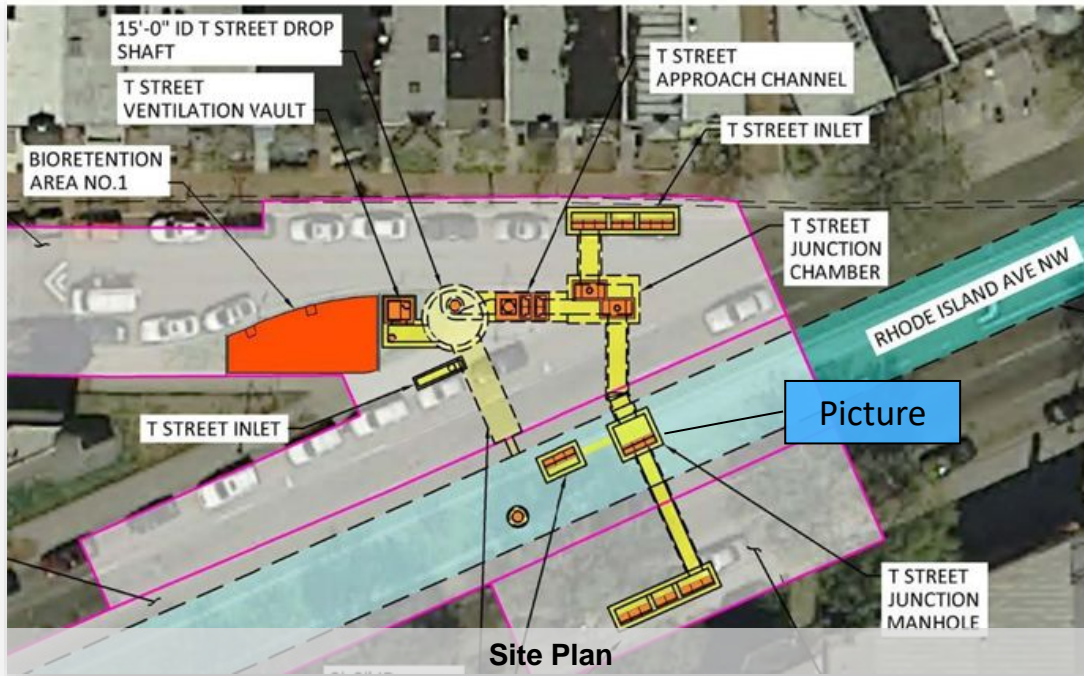 15'-0" ID T STREET DROP
SHAFT
T STREET
VENTILATION VAULT
BIORETENTION
AREA NO.1
T STREET
APPROACH CHANNEL
T STREET INLET
T STREET
JUNCTION
CHAMBER
RHODE ISLAND AVE NW
Picture
T STREET INLET
T STREET
JUNCTION
MANHOLE
Site Plan